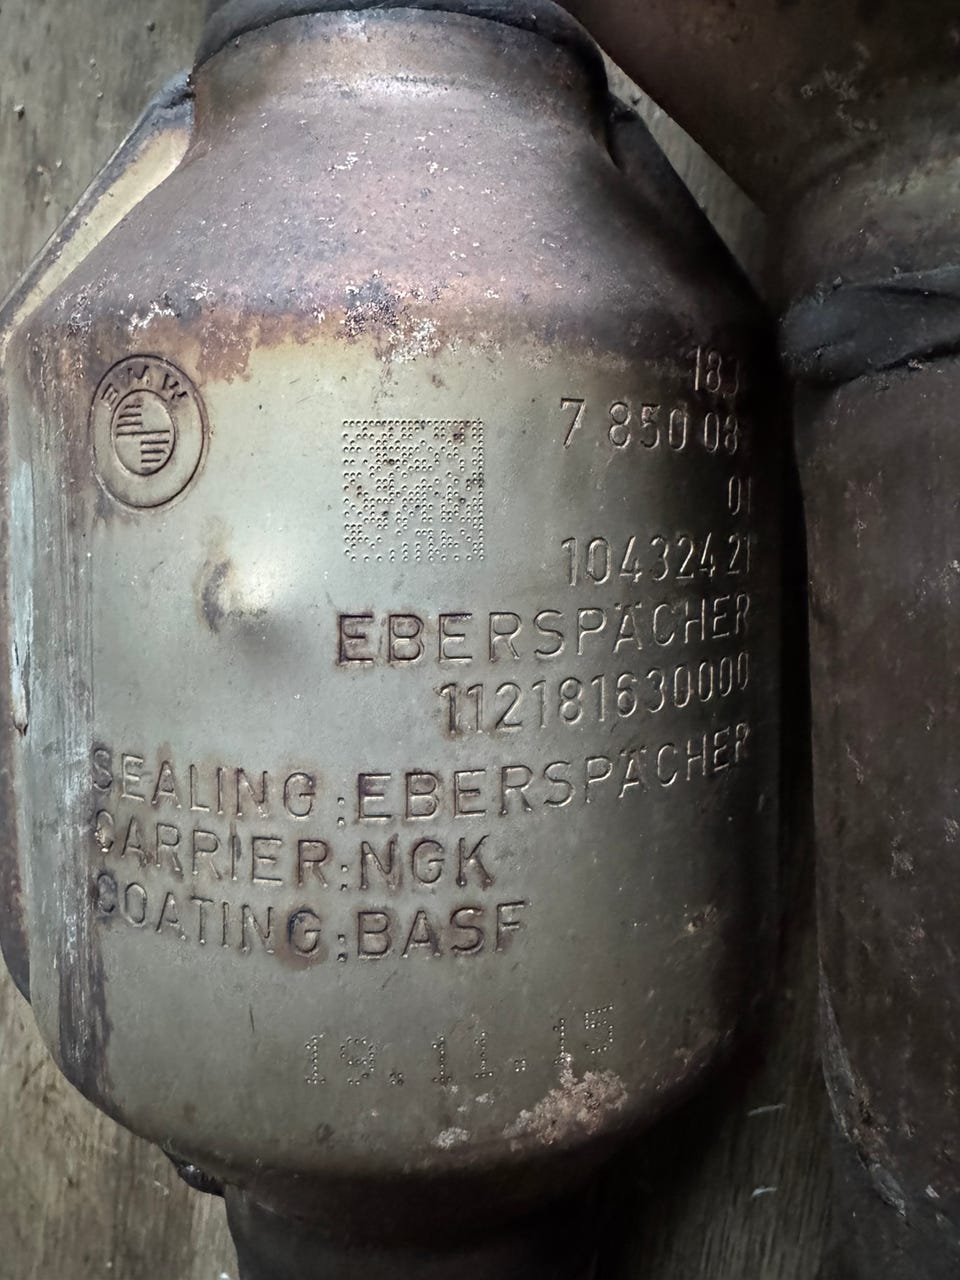 BMW
183
7 850 08
01
10432421
EBERSPÄCHER
112181630000
SEALING:EBERSPÄCHER
CARRIER:NGK
COATING:BASF
19.11.15